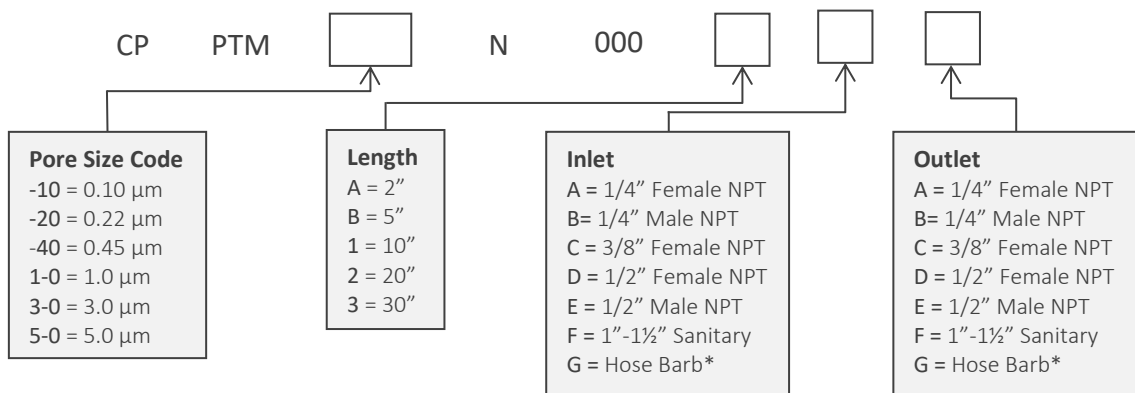 CP PTM N 000
Pore Size Code
-10 = 0.10 µm
-20 = 0.22 µm
-40 = 0.45 µm
1-0 = 1.0 µm
3-0 = 3.0 µm
5-0 = 5.0 µm
Length
A = 2”
B = 5”
1 = 10”
2 = 20”
3 = 30”
Inlet
A = 1/4” Female NPT
B= 1/4” Male NPT
C = 3/8” Female NPT
D = 1/2” Female NPT
E = 1/2” Male NPT
F = 1”-1½” Sanitary
G = Hose Barb*
Outlet
A = 1/4” Female NPT
B= 1/4” Male NPT
C = 3/8” Female NPT
D = 1/2” Female NPT
E = 1/2” Male NPT
F = 1”-1½” Sanitary
G = Hose Barb*